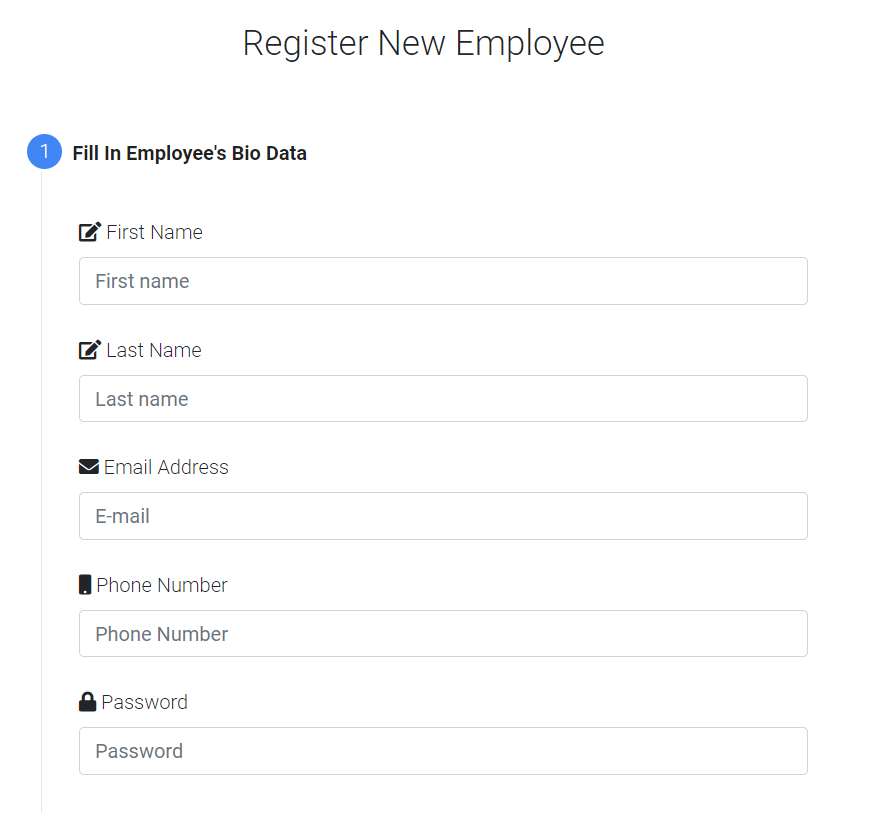 Register New Employee
1 Fill In Employee's Bio Data
First Name
First name
Last Name
Last name
Email Address
E-mail
Phone Number
Phone Number
Password
Password